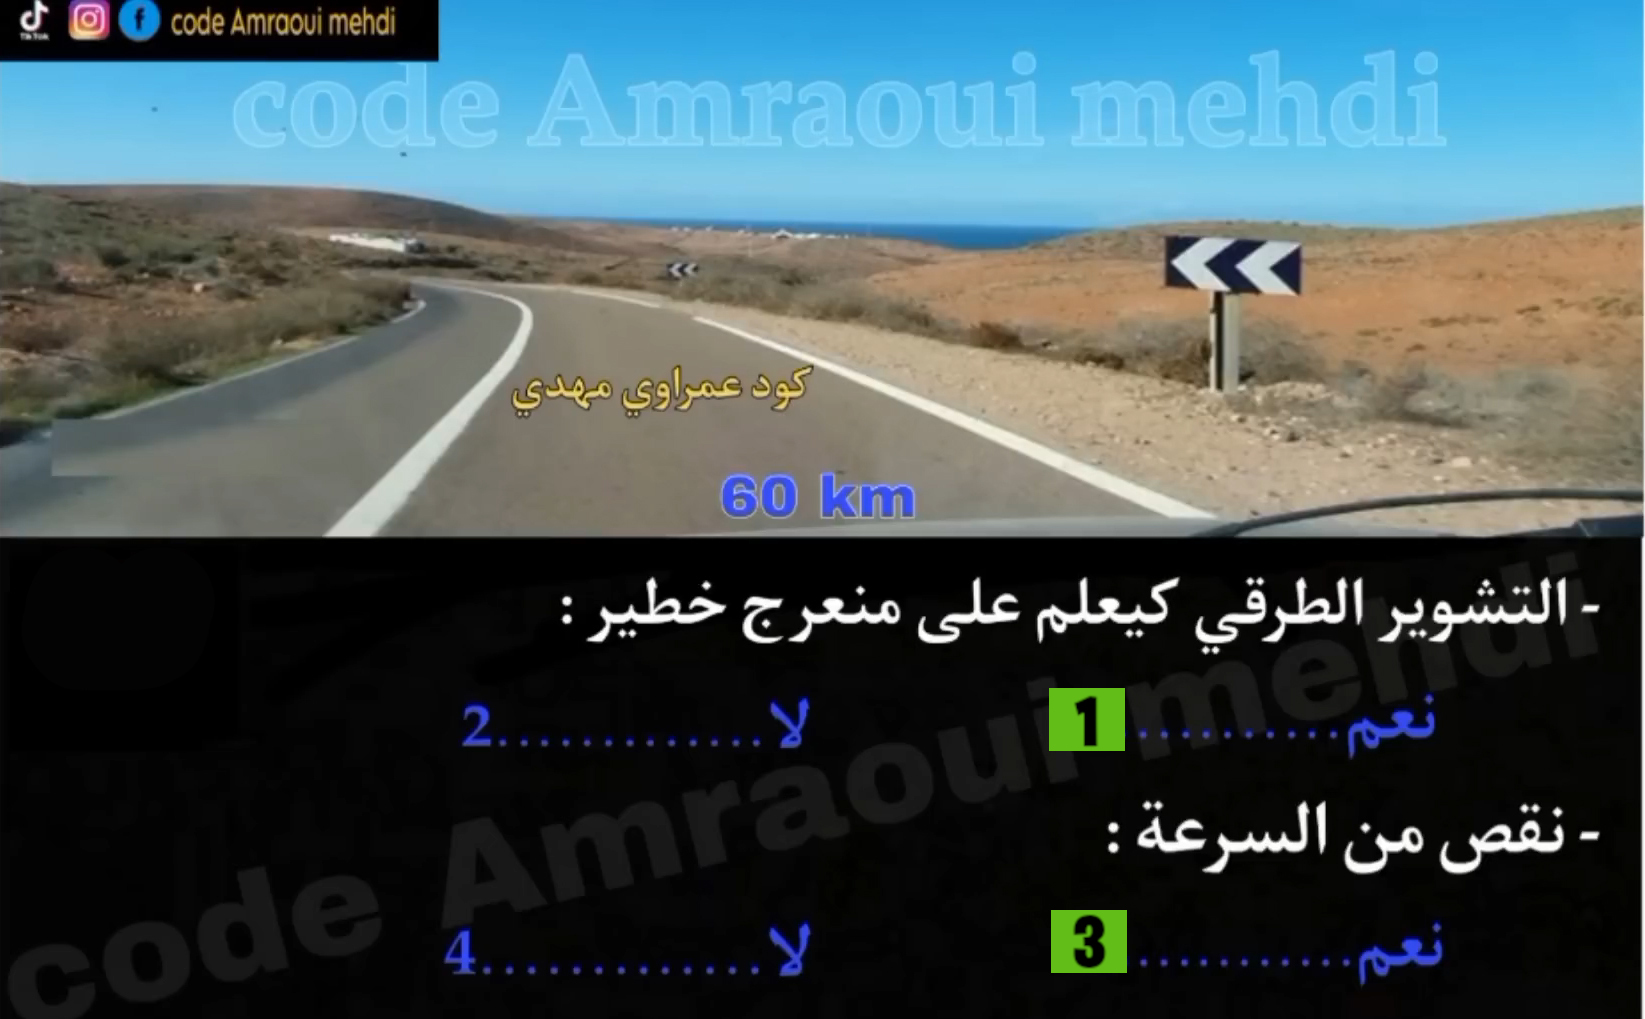 TikTok
code Amraoui mehdi
code Amraoui mehdi
كود عمراوي مهدي
60 km
- التشوير الطرقي كيعلم على منعرج خطير :
نعم..........1 لا.............2
- نقص من السرعة :
نعم...........3 لا.............4
code Amraoui mehdi